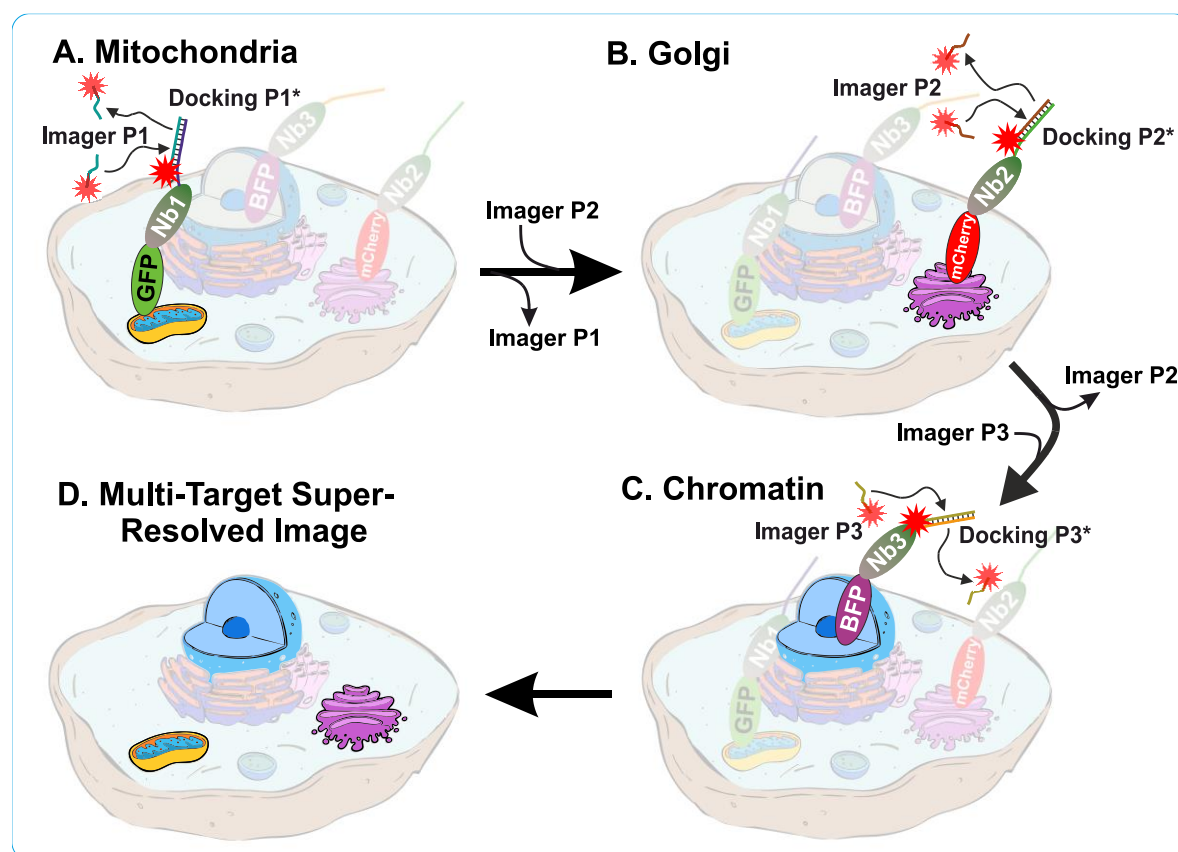 A. Mitochondria
Docking P1*
Imager P1
Nb3
Nb2
BFP
Nb1
mCherry
GFP
Imager P2
Imager P1
B. Golgi
Imager P2
Docking P2*
Nb3
Nb2
BFP
Nb1
mCherry
GFP
Imager P2
Imager P3
C. Chromatin
Imager P3
Docking P3*
Nb3
BFP
Nb2
Nb1
mCherry
GFP
D. Multi-Target Super-
Resolved Image